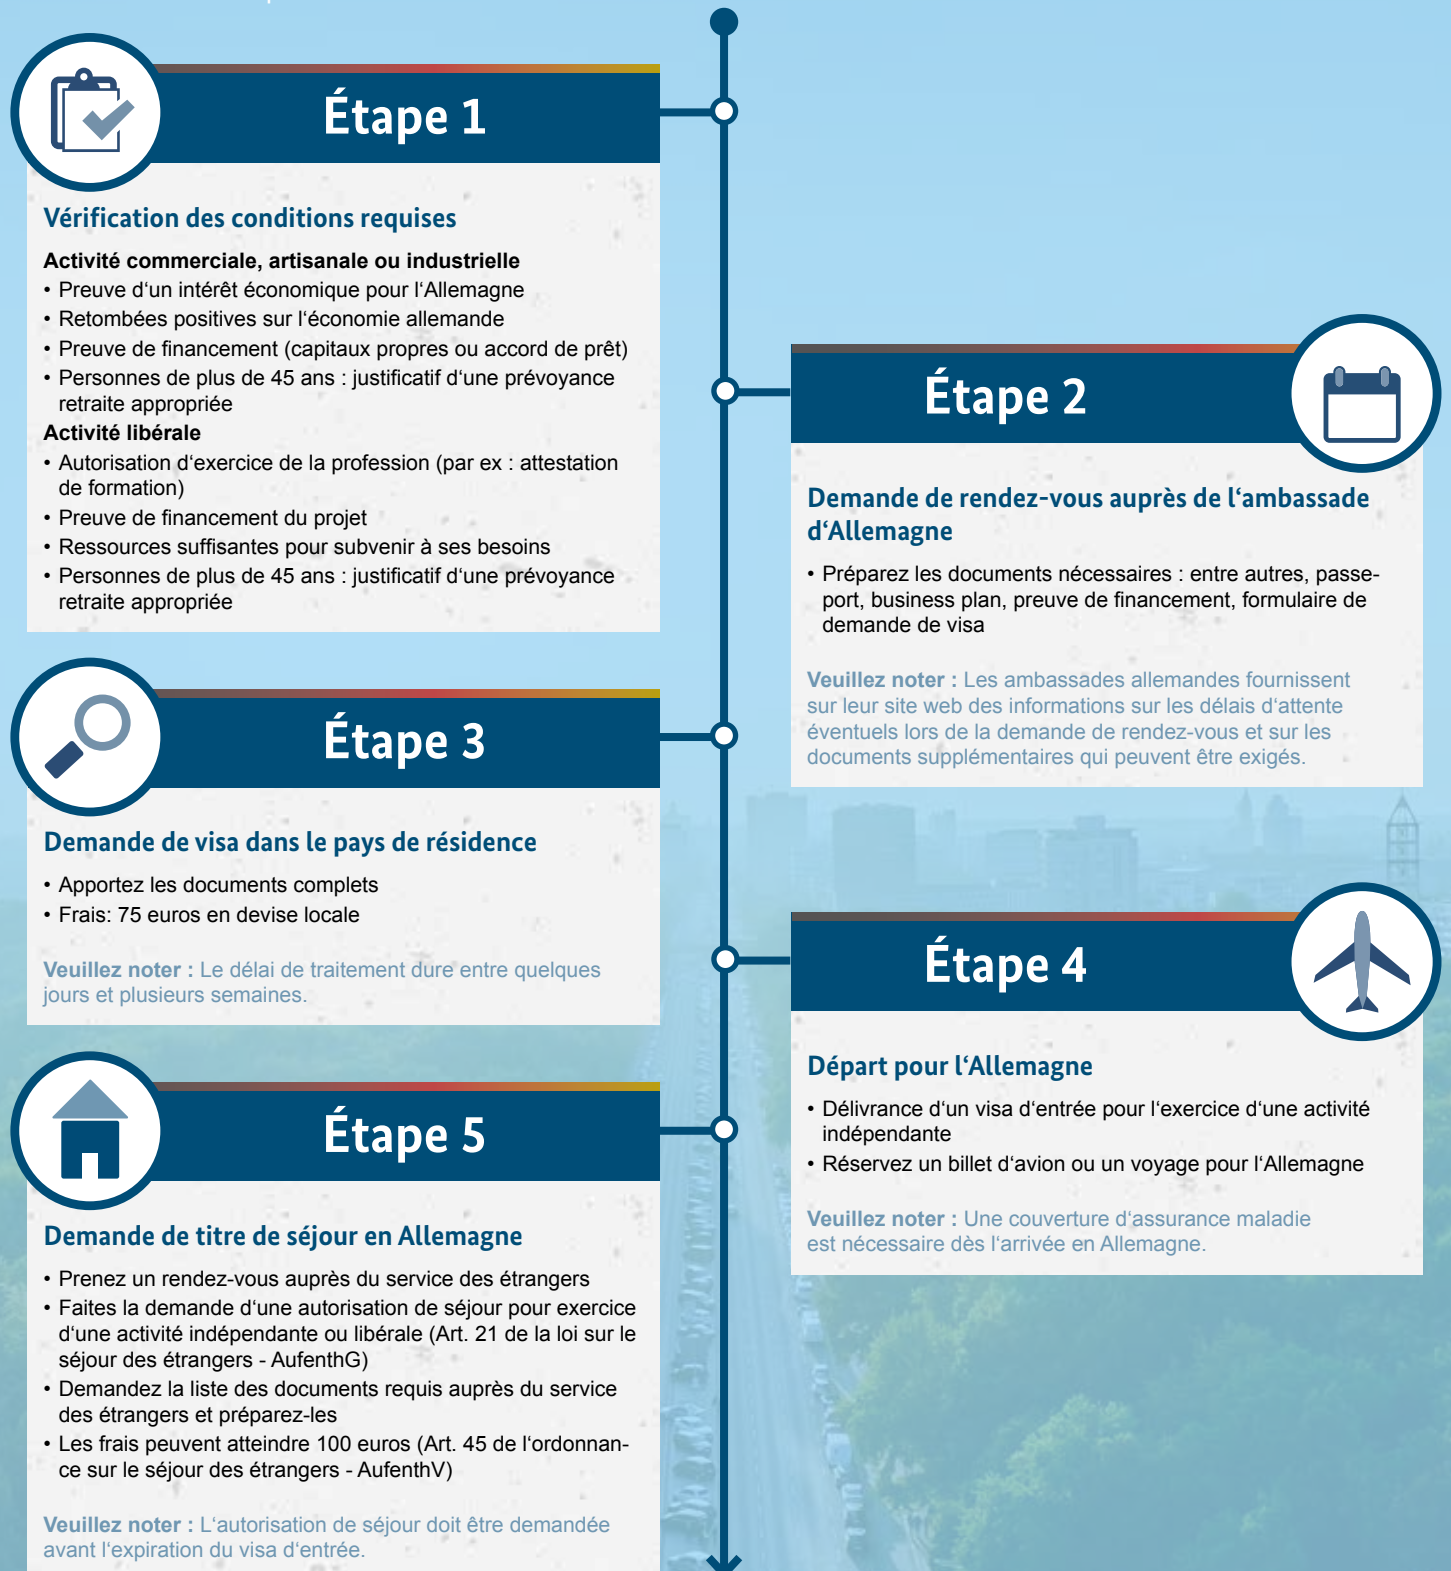 Étape 1
Vérification des conditions requises
Activité commerciale, artisanale ou industrielle
• Preuve d‘un intérêt économique pour l‘Allemagne
• Retombées positives sur l‘économie allemande
• Preuve de financement (capitaux propres ou accord de prêt)
• Personnes de plus de 45 ans : justificatif d‘une prévoyance
retraite appropriée
Activité libérale
• Autorisation d‘exercice de la profession (par ex : attestation
de formation)
• Preuve de financement du projet
• Ressources suffisantes pour subvenir à ses besoins
• Personnes de plus de 45 ans : justificatif d‘une prévoyance
retraite appropriée
Étape 2
Demande de rendez-vous auprès de l‘ambassade
d‘Allemagne
• Préparez les documents nécessaires : entre autres, passe-
port, business plan, preuve de financement, formulaire de
demande de visa
Veuillez noter : Les ambassades allemandes fournissent
sur leur site web des informations sur les délais d‘attente
éventuels lors de la demande de rendez-vous et sur les
documents supplémentaires qui peuvent être exigés.
Étape 3
Demande de visa dans le pays de résidence
• Apportez les documents complets
• Frais: 75 euros en devise locale
Veuillez noter : Le délai de traitement dure entre quelques
jours et plusieurs semaines.
Étape 4
Départ pour l‘Allemagne
• Délivrance d‘un visa d‘entrée pour l‘exercice d‘une activité
indépendante
• Réservez un billet d‘avion ou un voyage pour l‘Allemagne
Veuillez noter : Une couverture d‘assurance maladie
est nécessaire dès l‘arrivée en Allemagne.
Étape 5
Demande de titre de séjour en Allemagne
• Prenez un rendez-vous auprès du service des étrangers
• Faites la demande d‘une autorisation de séjour pour exercice
d‘une activité indépendante ou libérale (Art. 21 de la loi sur le
séjour des étrangers - AufenthG)
• Demandez la liste des documents requis auprès du service
des étrangers et préparez-les
• Les frais peuvent atteindre 100 euros (Art. 45 de l‘ordonnan-
ce sur le séjour des étrangers - AufenthV)
Veuillez noter : L‘autorisation de séjour doit être demandée
avant l‘expiration du visa d‘entrée.